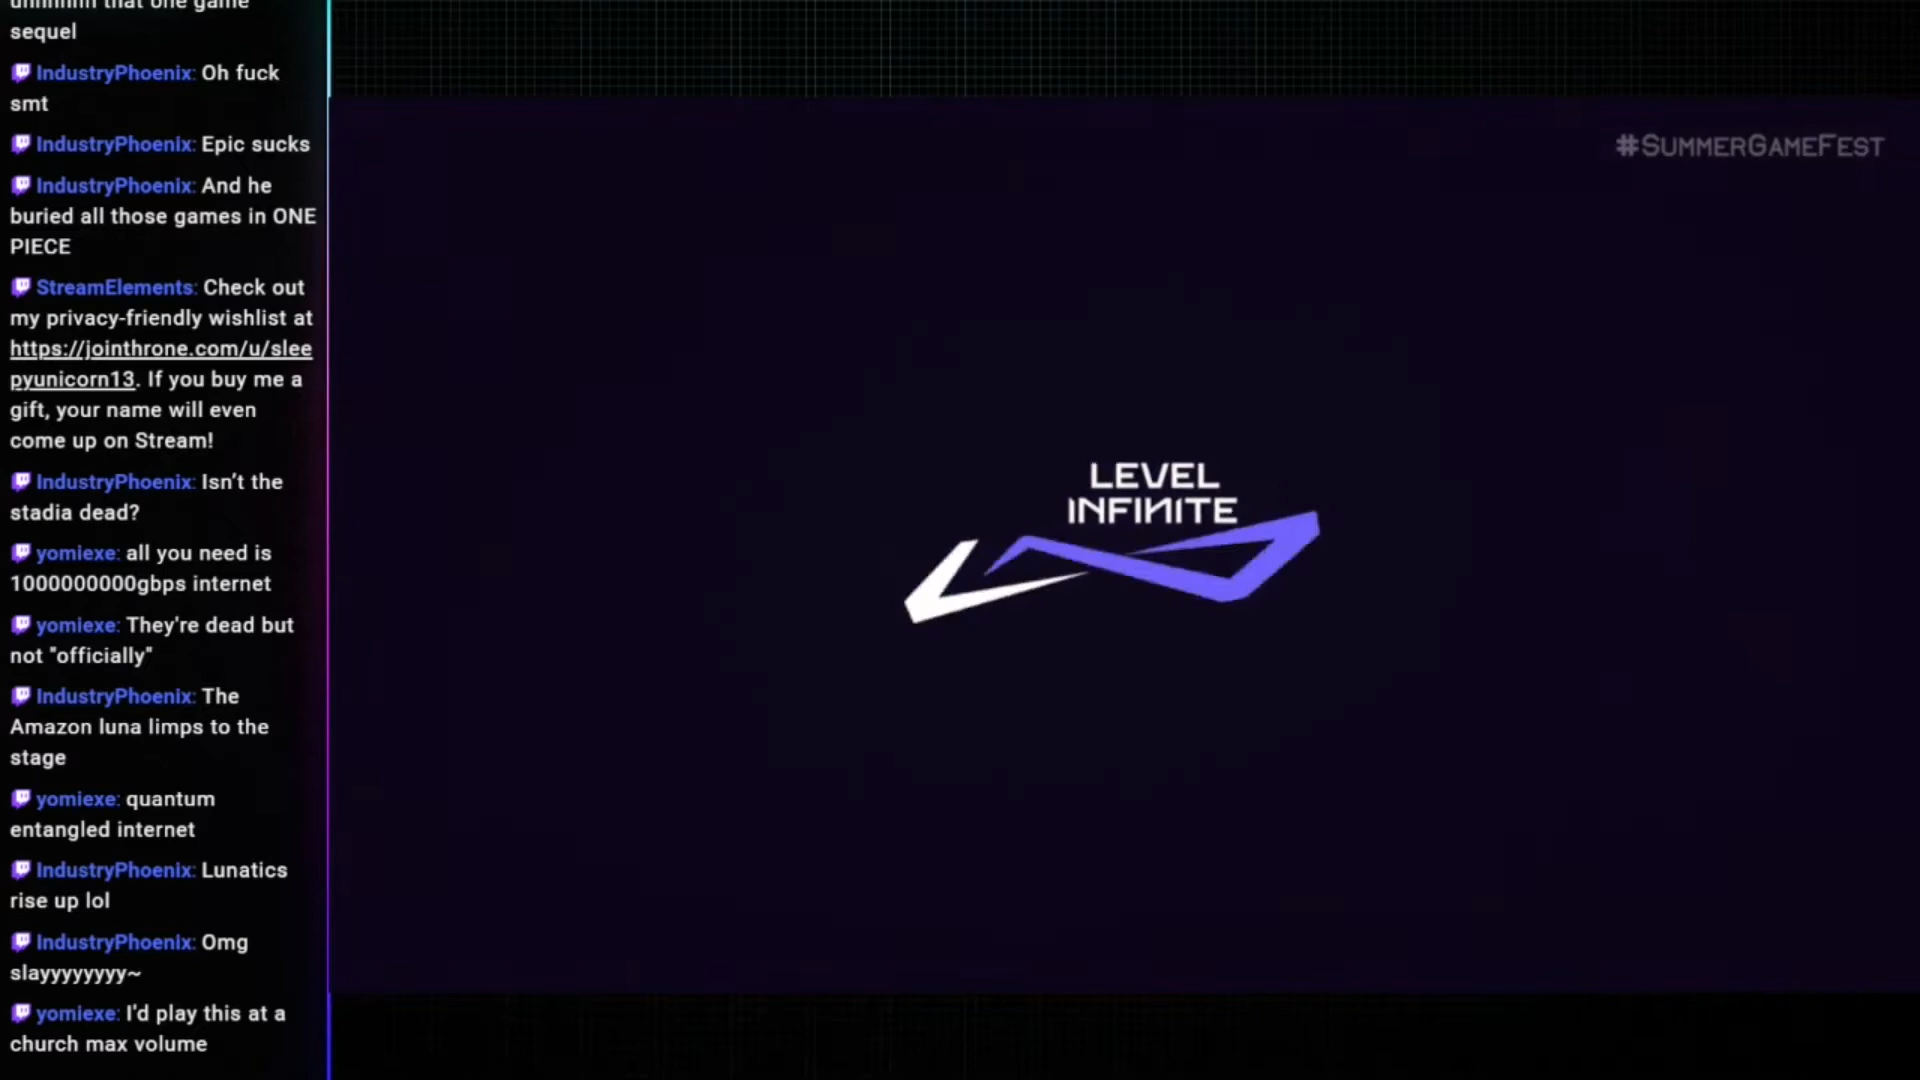 uhhhhhh that one game
sequel
IndustryPhoenix: Oh fuck
smt
IndustryPhoenix: Epic sucks
IndustryPhoenix: And he
buried all those games in ONE
PIECE
StreamElements: Check out
my privacy-friendly wishlist at
https://jointhrone.com/u/slee
pyunicorn13. If you buy me a
gift, your name will even
come up on Stream!
IndustryPhoenix: Isn’t the
stadia dead?
yomiexe: all you need is
1000000000gbps internet
yomiexe: They're dead but
not "officially"
IndustryPhoenix: The
Amazon luna limps to the
stage
yomiexe: quantum
entangled internet
IndustryPhoenix: Lunatics
rise up lol
IndustryPhoenix: Omg
slayyyyyyyy~
yomiexe: I'd play this at a
church max volume
#SUMMERGAMEFEST
LEVEL
INFINITE